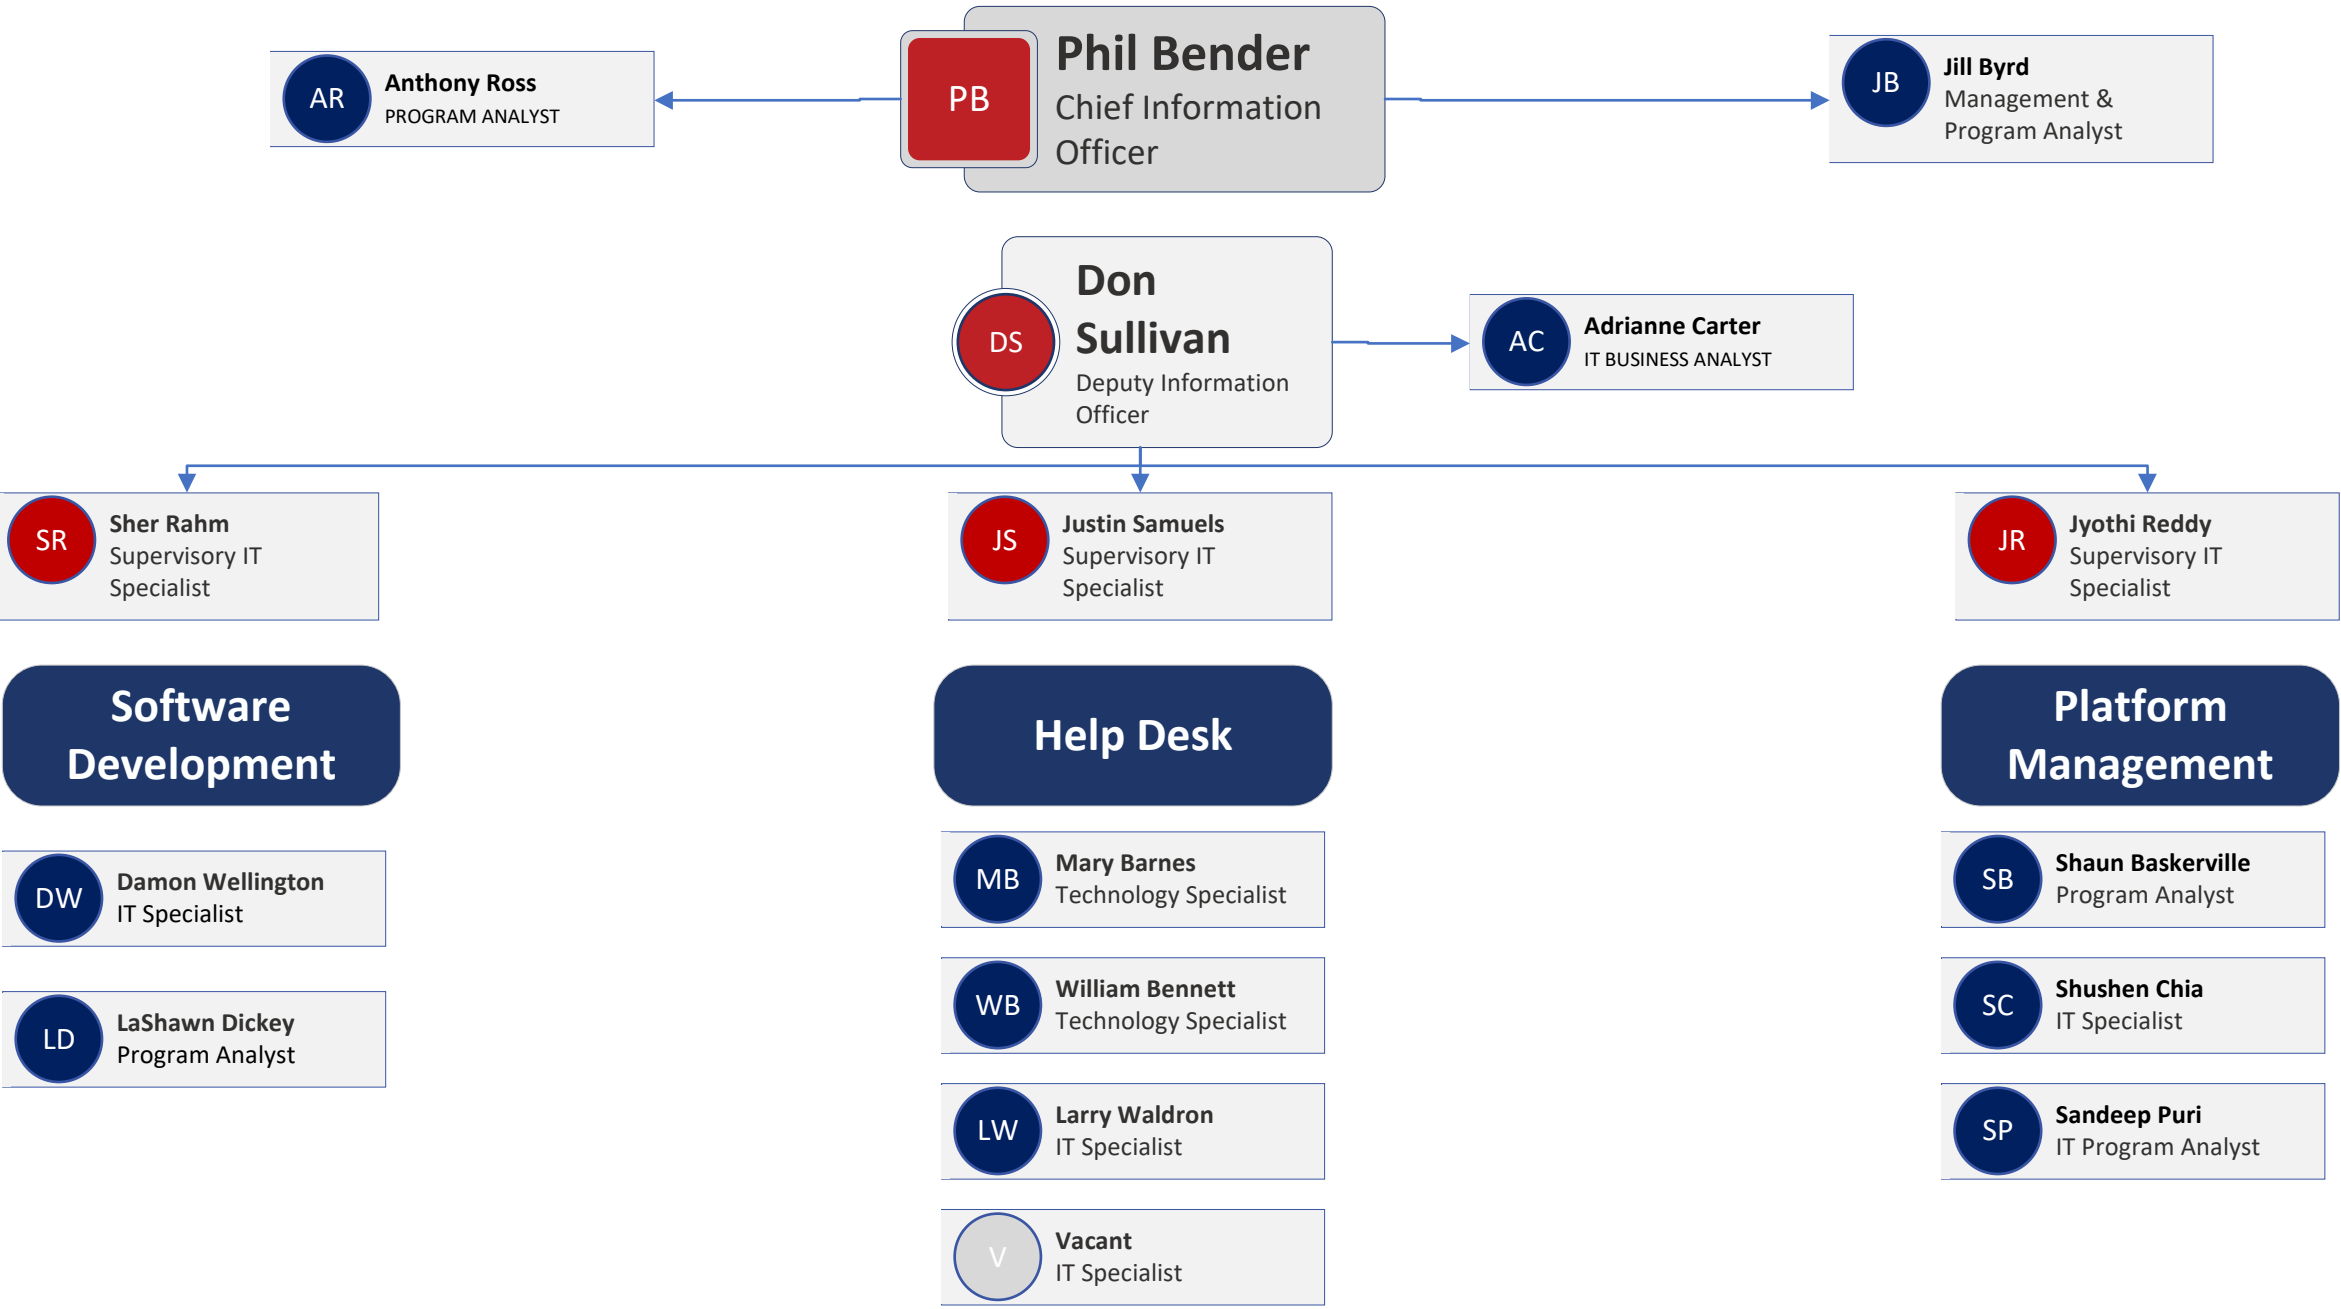 AR
Anthony Ross
PROGRAM ANALYST
PB
Phil Bender
Chief Information
Officer
JB
Jill Byrd
Management &
Program Analyst
DS
Don
Sullivan
Deputy Information
Officer
AC
Adrianne Carter
IT BUSINESS ANALYST
SR
Sher Rahm
Supervisory IT
Specialist
JS
Justin Samuels
Supervisory IT
Specialist
JR
Jyothi Reddy
Supervisory IT
Specialist
Software
Development
Help Desk
Platform
Management
DW
Damon Wellington
IT Specialist
LD
LaShawn Dickey
Program Analyst
MB
Mary Barnes
Technology Specialist
WB
William Bennett
Technology Specialist
LW
Larry Waldron
IT Specialist
V
Vacant
IT Specialist
SB
Shaun Baskerville
Program Analyst
SC
Shushen Chia
IT Specialist
SP
Sandeep Puri
IT Program Analyst